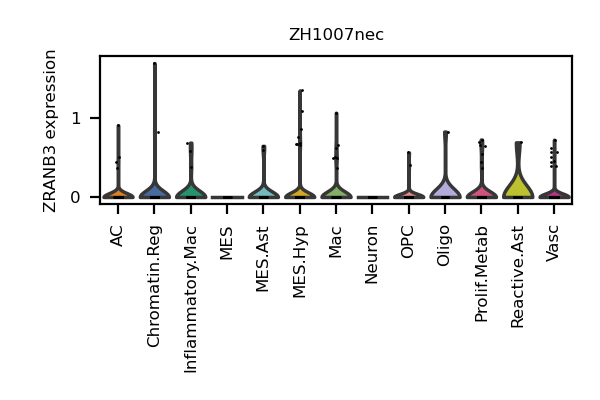 ZH1007nec
ZRANB3 expression
1
0
AC
Chromatin.Reg
Inflammatory.Mac
MES
MES.Ast
MES.Hyp
Mac
Neuron
OPC
Oligo
Prolif.Metab
Reactive.Ast
Vasc